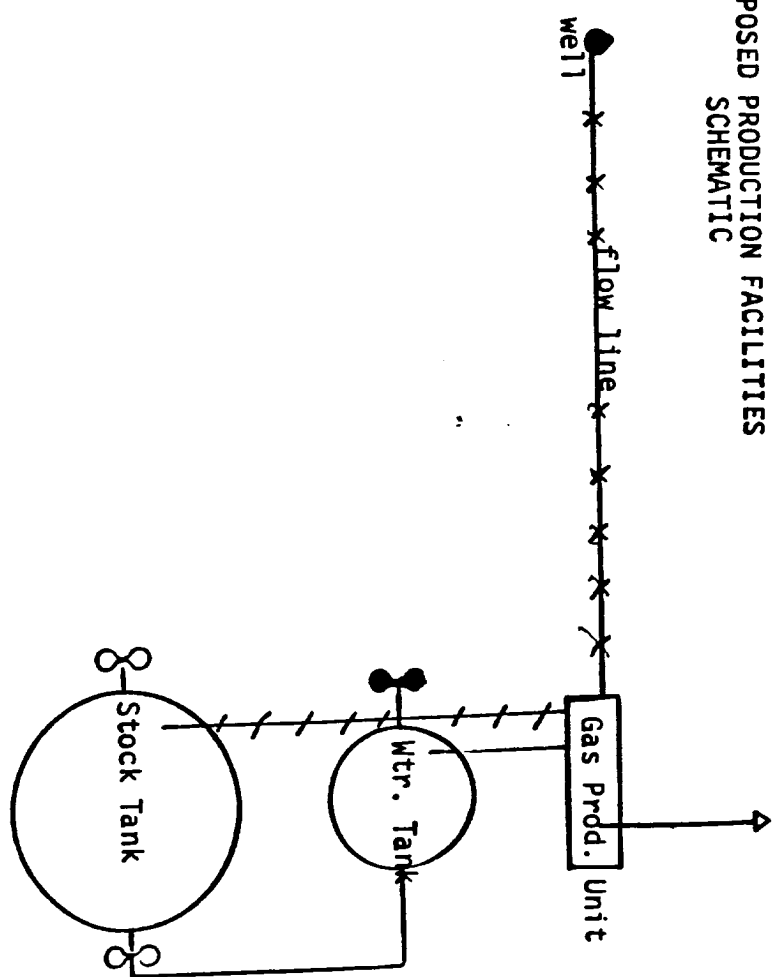 POSED PRODUCTION FACILITIES
SCHEMATIC
well
flow line
Gas Prod. Unit
Wtr. Tank
Stock Tank